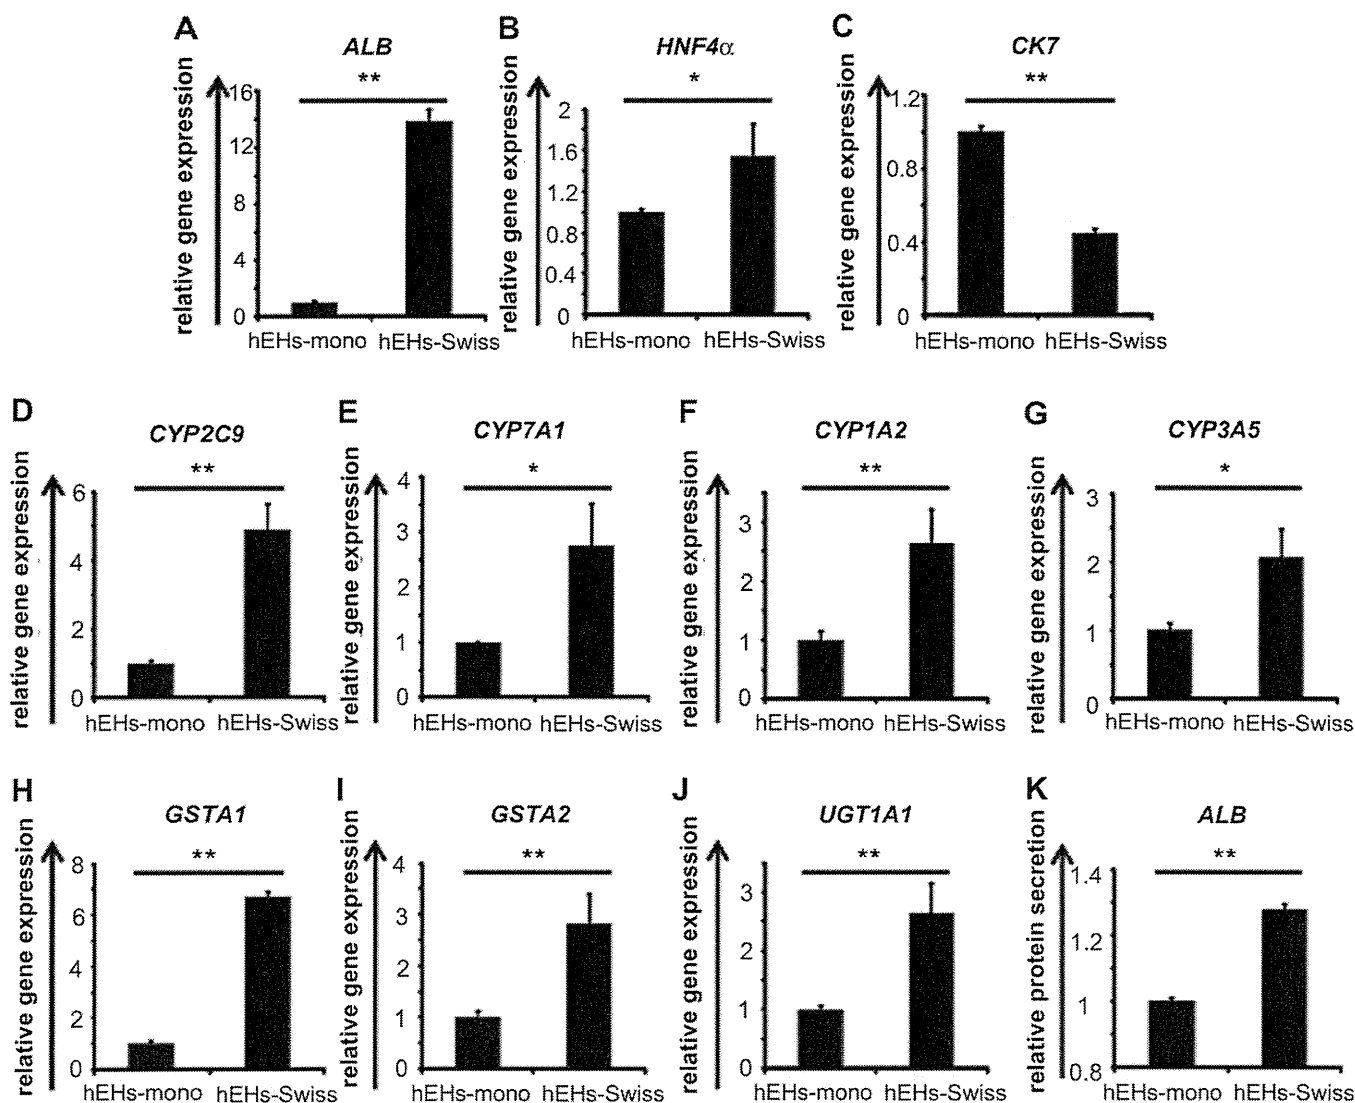 A
ALB
**
relative gene expression
16
12
8
4
0
hEHs-mono hEHs-Swiss
B
HNF4α
*
relative gene expression
2
1.6
1.2
0.8
0.4
0
hEHs-mono hEHs-Swiss
C
CK7
**
relative gene expression
1.2
0.8
0.4
0
hEHs-mono hEHs-Swiss
D
CYP2C9
**
relative gene expression
6
4
2
0
hEHs-mono hEHs-Swiss
E
CYP7A1
*
relative gene expression
4
3
2
1
0
hEHs-mono hEHs-Swiss
F
CYP1A2
**
relative gene expression
3
2
1
0
hEHs-mono hEHs-Swiss
G
CYP3A5
*
relative gene expression
3
2
1
0
hEHs-mono hEHs-Swiss
H
GSTA1
**
relative gene expression
8
6
4
2
0
hEHs-mono hEHs-Swiss
I
GSTA2
**
relative gene expression
4
3
2
1
0
hEHs-mono hEHs-Swiss
J
UGT1A1
**
relative gene expression
3
2
1
0
hEHs-mono hEHs-Swiss
K
ALB
**
relative protein secretion
1.4
1.2
1
0.8
hEHs-mono hEHs-Swiss